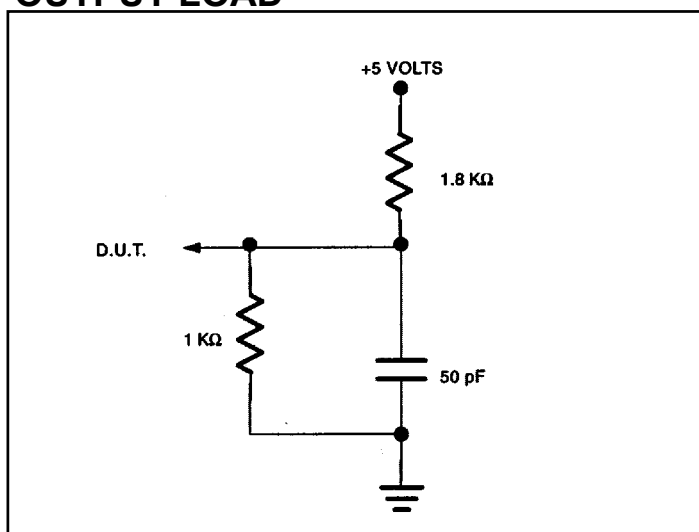 OUTPUT LOAD
+5 VOLTS
1.8 KΩ
D.U.T.
1 KΩ
50 pF